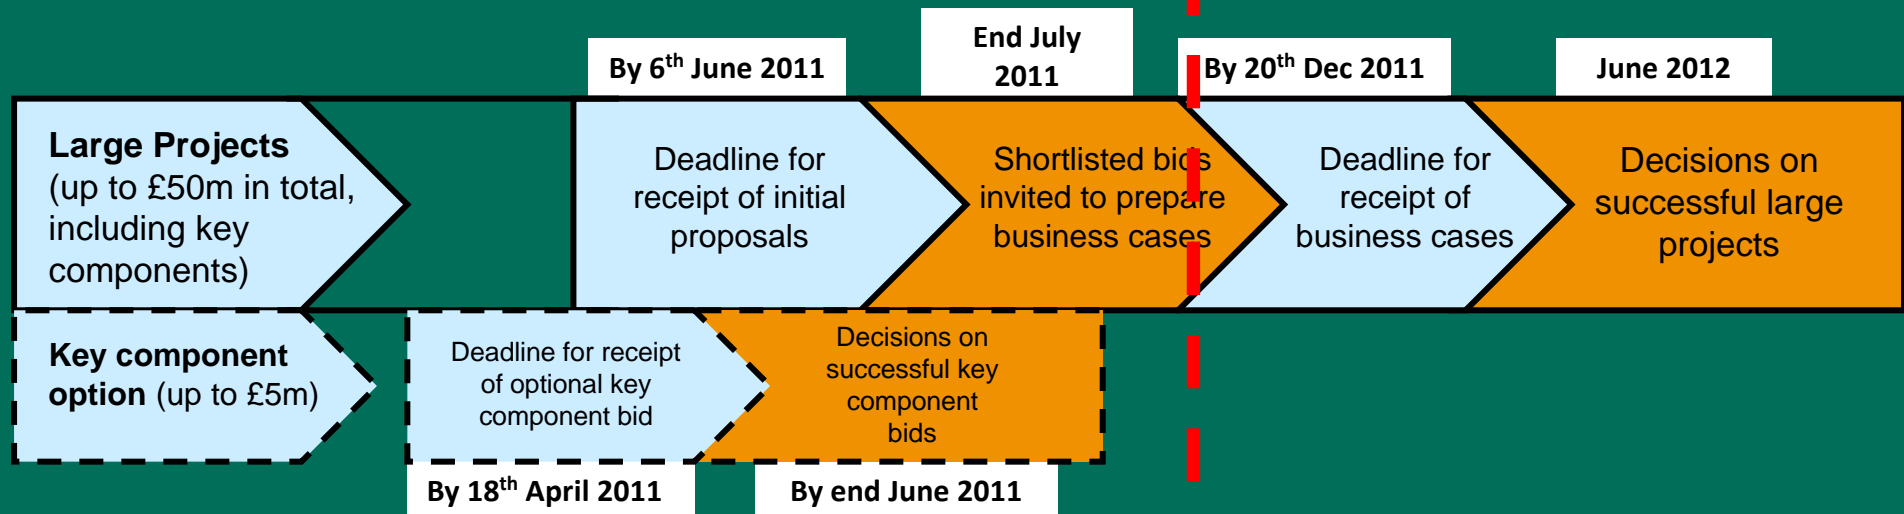 By 6th June 2011
End July
2011
By 20th Dec 2011
June 2012
Large Projects
(up to £50m in total,
including key
components)
Deadline for
receipt of initial
proposals
Shortlisted bids
invited to prepare
business cases
Deadline for
receipt of
business cases
Decisions on
successful large
projects
Key component
option (up to £5m)
Deadline for receipt
of optional key
component bid
Decisions on
successful key
component
bids
By 18th April 2011
By end June 2011